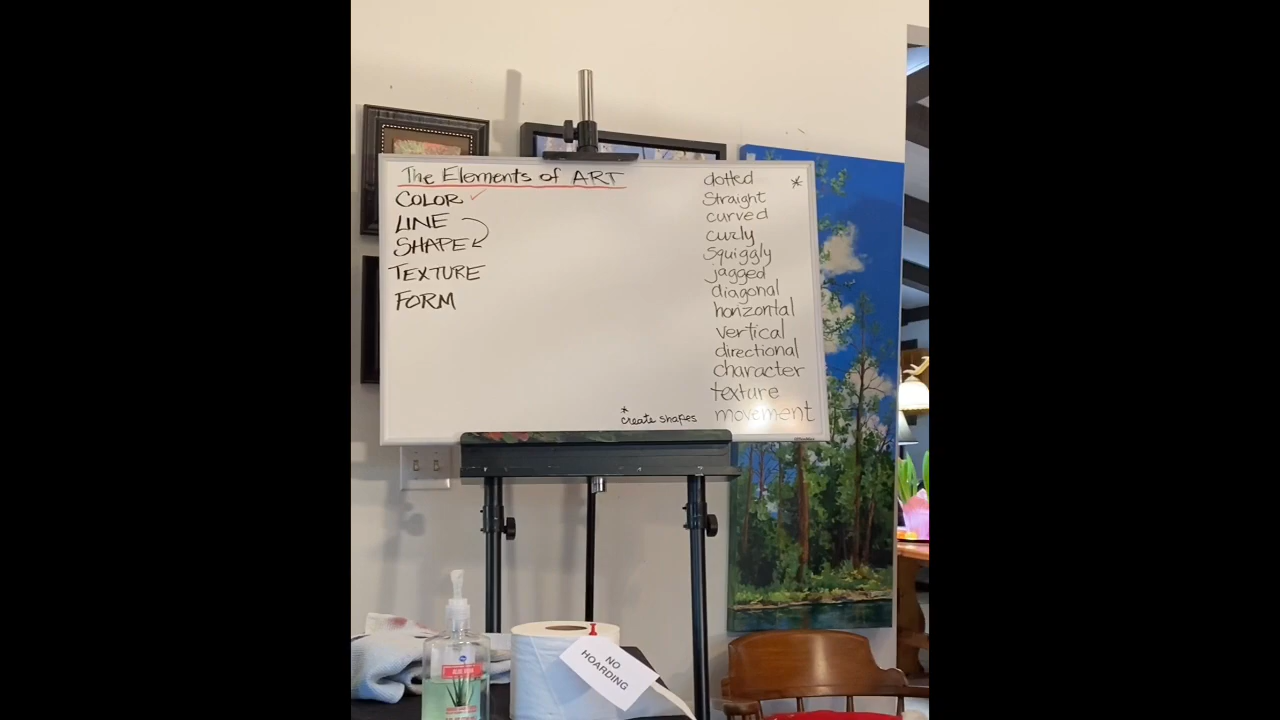 The Elements of ART
COLOR ✓
LINE
SHAPE
TEXTURE
FORM
dotted *
Straight
curved
curly
squiggly
jagged
diagonal
horizontal
vertical
directional
character
texture
movement
*
create shapes
NO
HOARDING